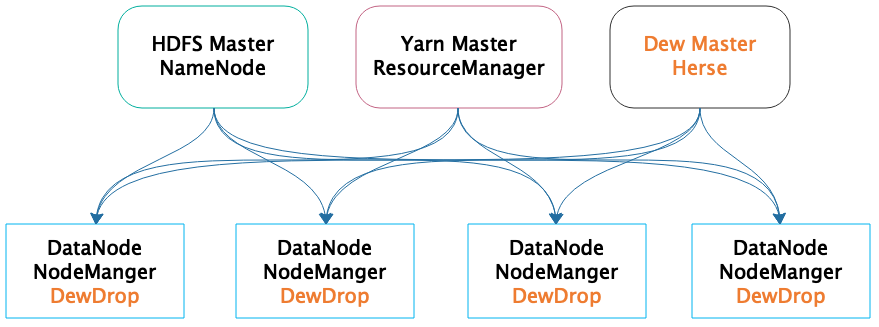 HDFS Master
NameNode
Yarn Master
ResourceManager
Dew Master
Herse
DataNode
NodeManger
DewDrop
DataNode
NodeManger
DewDrop
DataNode
NodeManger
DewDrop
DataNode
NodeManger
DewDrop